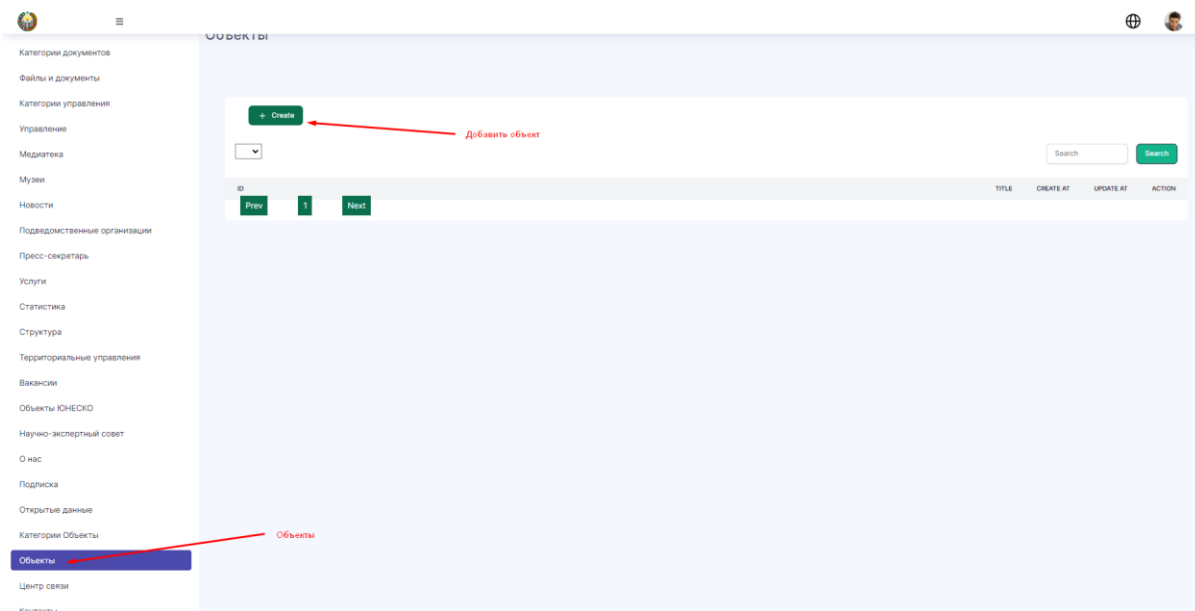 Объекты
Категории документов
Файлы и документы
Категории управления
Управление
Медиатека
Музеи
Новости
Подведомственные организации
Пресс-секретарь
Услуги
Статистика
Структура
Территориальные управления
Вакансии
Объекты ЮНЕСКО
Научно-экспертный совет
О нас
Подписка
Открытые данные
Категории Объекты
Объекты
Центр связи
Контакты
+ Create
Добавить объект
Search Search
ID TITLE CREATE AT UPDATE AT ACTION
Prev 1 Next
Объекты